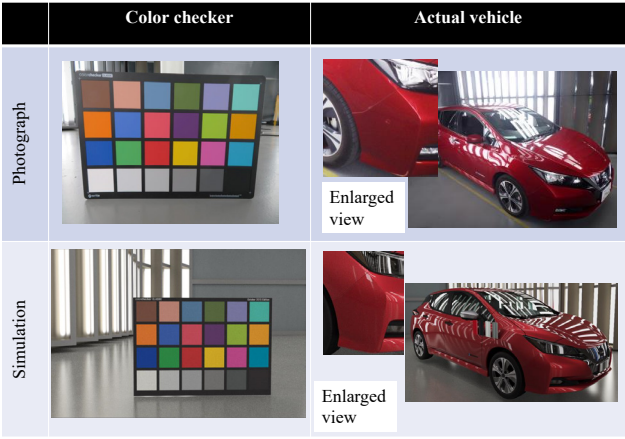 Color checker
Actual vehicle
Photograph
Enlarged
view
Simulation
Enlarged
view